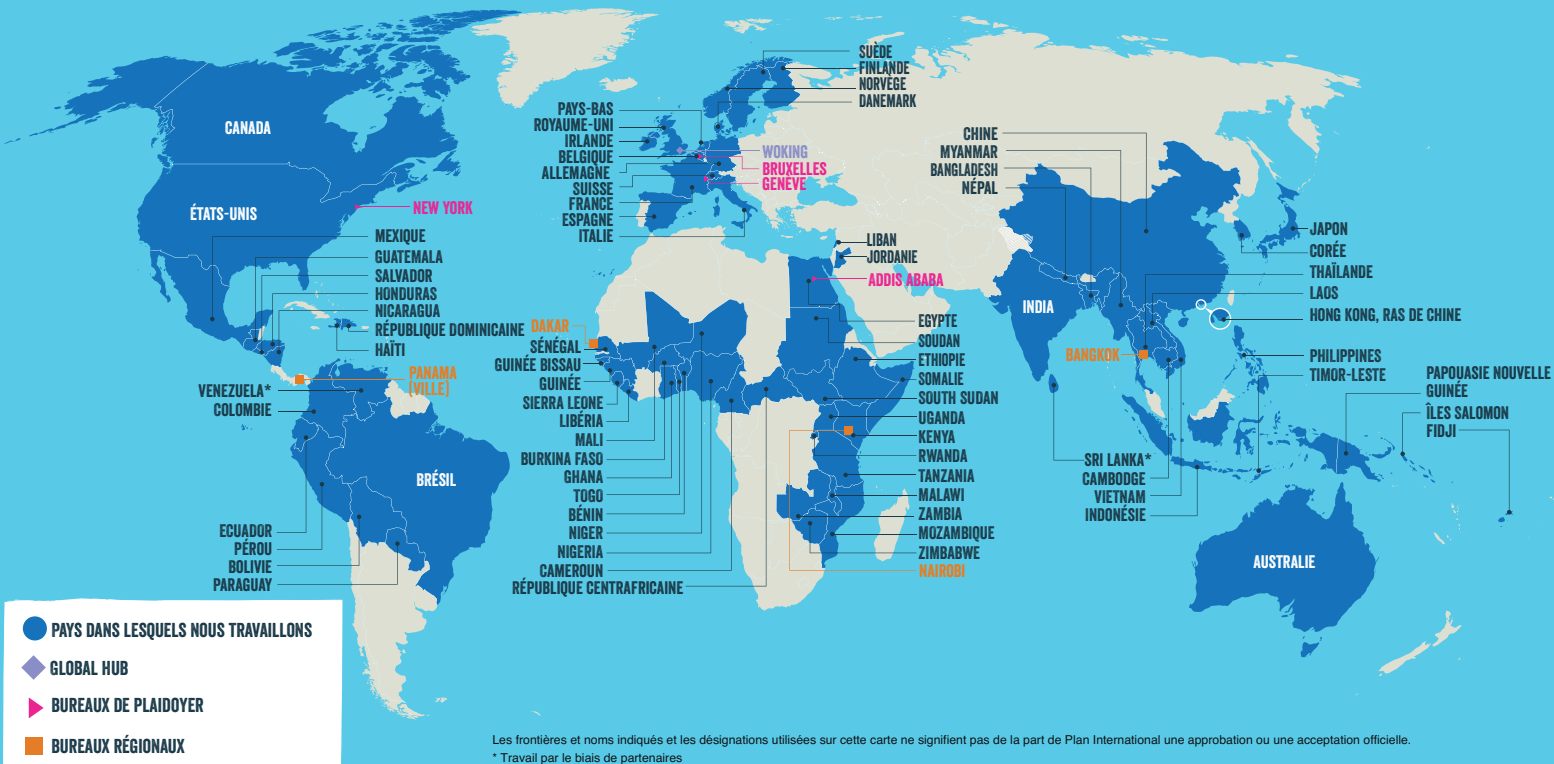 CANADA
ÉTATS-UNIS
NEW YORK
MEXIQUE
GUATEMALA
SALVADOR
HONDURAS
NICARAGUA
RÉPUBLIQUE DOMINICAINE
HAÏTI
PANAMA
(VILLE)
VENEZUELA*
COLOMBIE
BRÉSIL
ECUADOR
PÉROU
BOLIVIE
PARAGUAY
SUÈDE
FINLANDE
NORVÈGE
DANEMARK
PAYS-BAS
ROYAUME-UNI
IRLANDE
BELGIQUE
ALLEMAGNE
SUISSE
FRANCE
ESPAGNE
ITALIE
WOKING
BRUXELLES
GENÈVE
LIBAN
JORDANIE
ADDIS ABABA
DAKAR
SÉNÉGAL
GUINÉE BISSAU
GUINÉE
SIERRA LEONE
LIBÉRIA
MALI
BURKINA FASO
GHANA
TOGO
BÉNIN
NIGER
NIGERIA
CAMEROUN
RÉPUBLIQUE CENTRAFRICAINE
EGYPTE
SOUDAN
ETHIOPIE
SOMALIE
SOUTH SUDAN
UGANDA
KENYA
RWANDA
TANZANIA
MALAWI
ZAMBIA
MOZAMBIQUE
ZIMBABWE
NAIROBI
CHINE
MYANMAR
BANGLADESH
NÉPAL
INDIA
BANGKOK
JAPON
CORÉE
THAÏLANDE
LAOS
HONG KONG, RAS DE CHINE
PHILIPPINES
TIMOR-LESTE
PAPOUASIE NOUVELLE
GUINÉE
ÎLES SALOMON
FIDJI
SRI LANKA*
CAMBODGE
VIETNAM
INDONÉSIE
AUSTRALIE
PAYS DANS LESQUELS NOUS TRAVAILLONS
GLOBAL HUB
BUREAUX DE PLAIDOYER
BUREAUX RÉGIONAUX
Les frontières et noms indiqués et les désignations utilisées sur cette carte ne signifient pas de la part de Plan International une approbation ou une acceptation officielle.
* Travail par le biais de partenaires